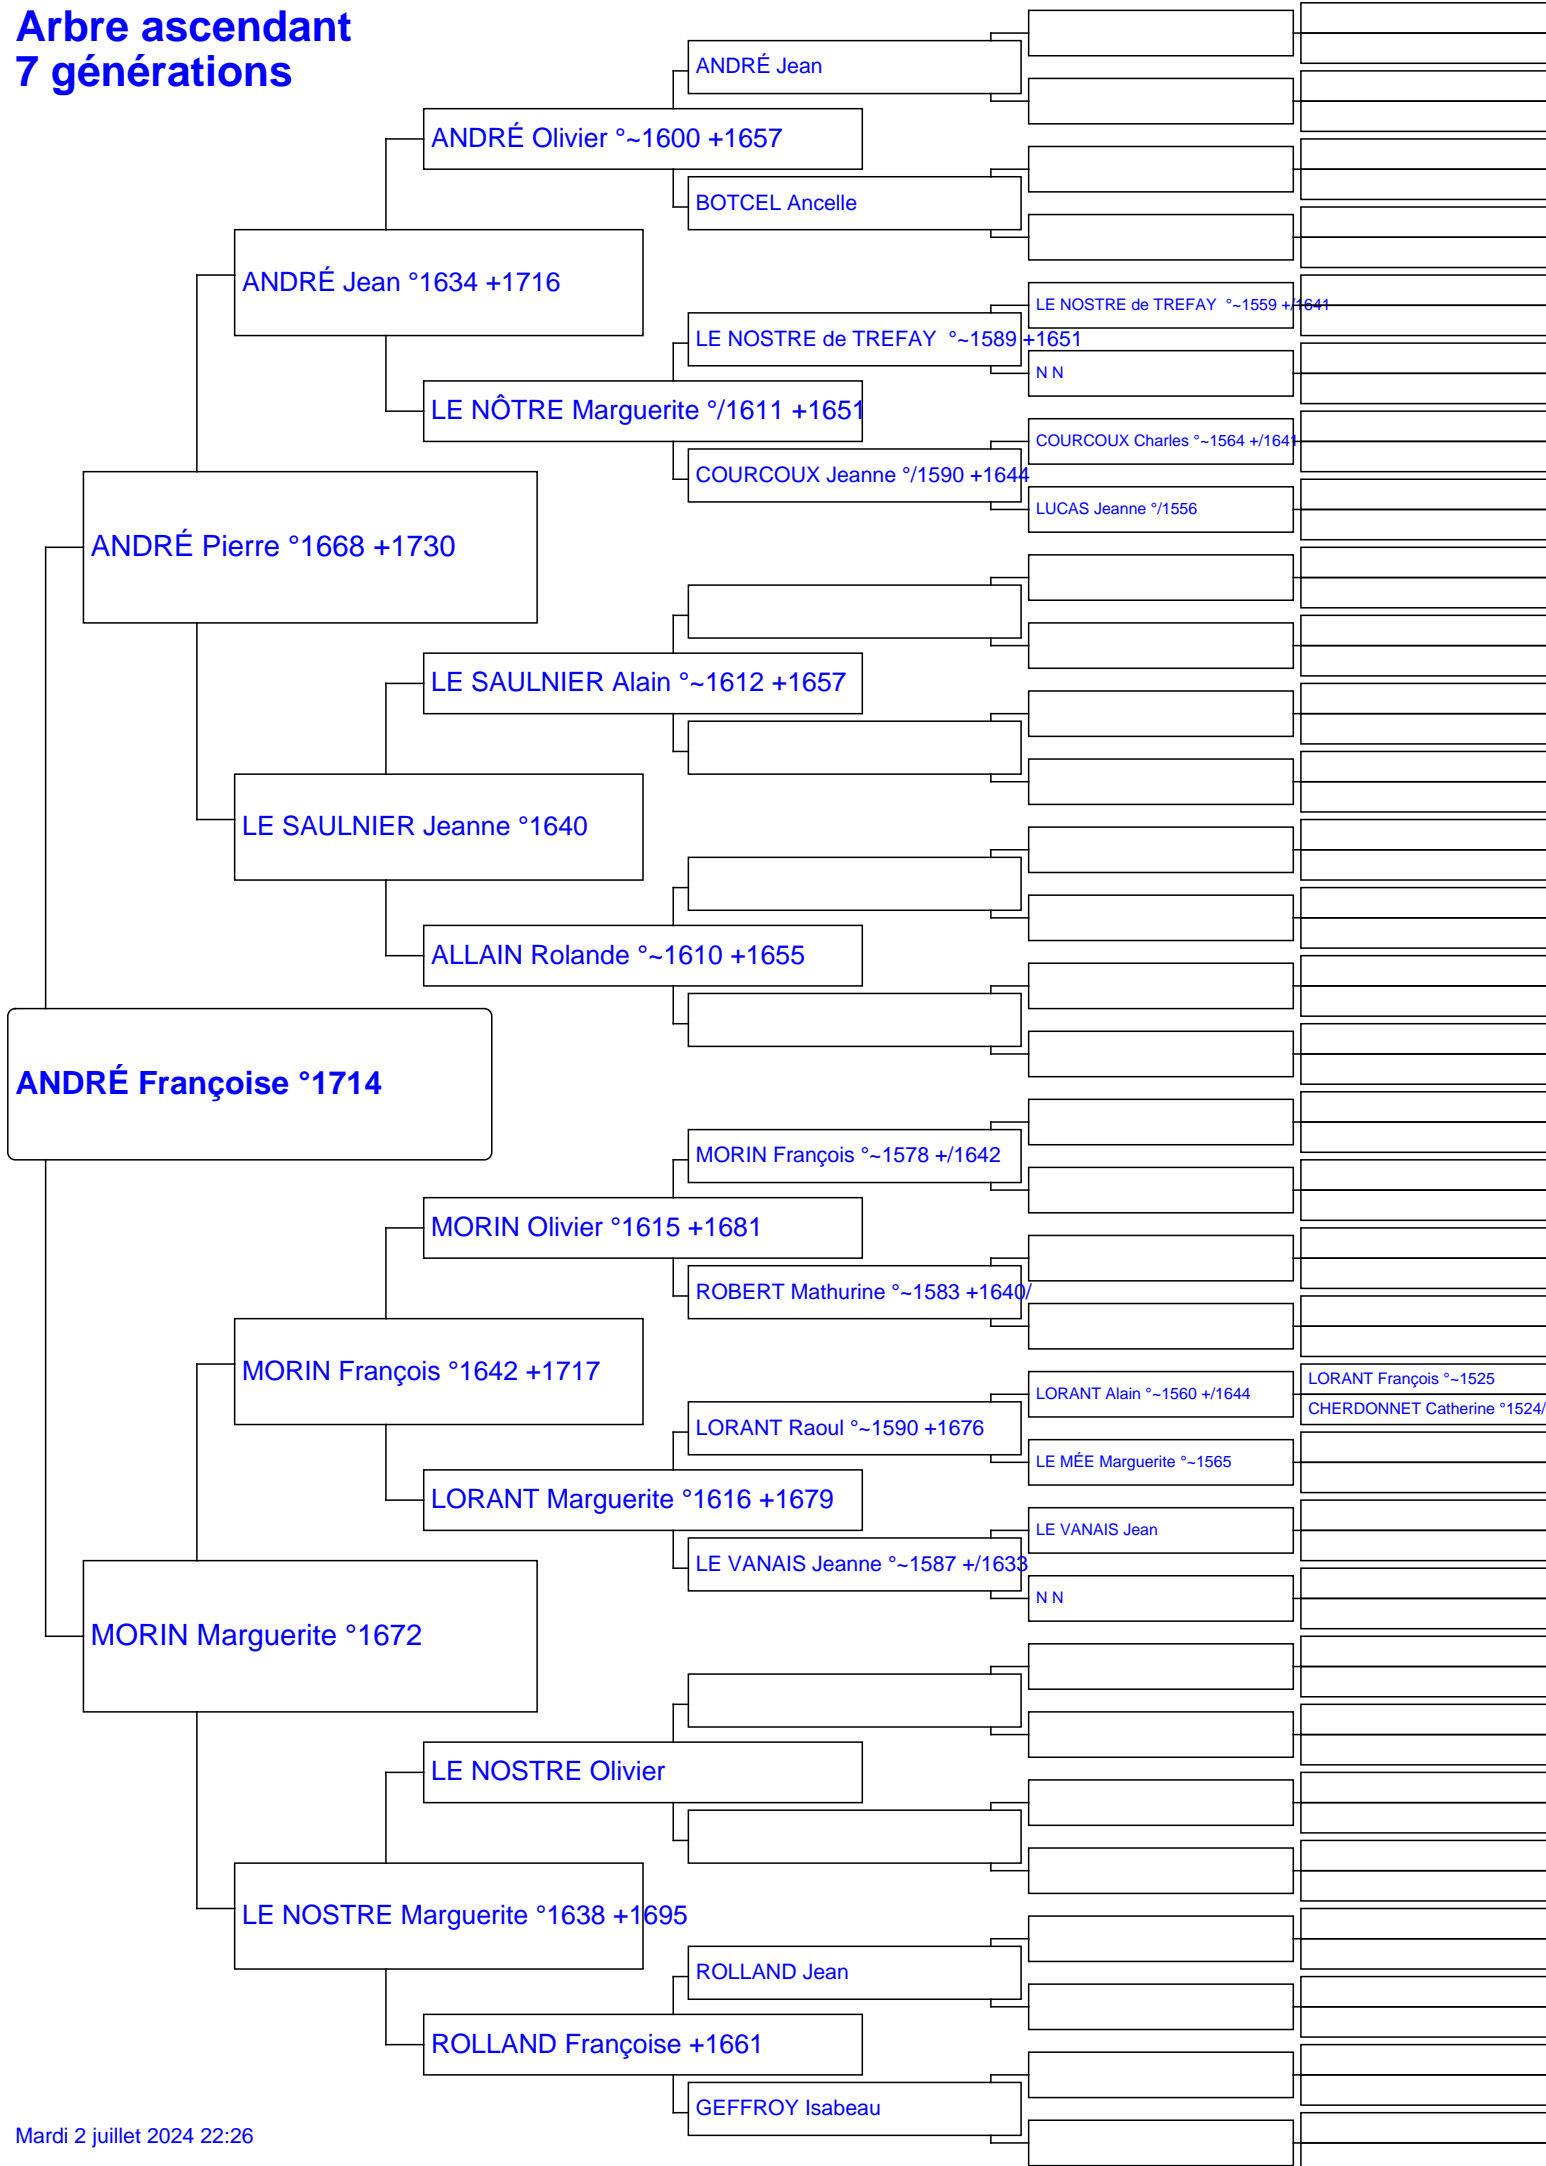 Arbre ascendant
7 générations
ANDRÉ Jean
ANDRÉ Olivier °~1600 +1657
BOTCEL Ancelle
ANDRÉ Jean °1634 +1716
LE NOSTRE de TREFAY  °~1559 +/1641
LE NOSTRE de TREFAY  °~1589 +1651
N N
LE NÔTRE Marguerite °/1611 +1651
COURCOUX Charles °~1564 +/1641
COURCOUX Jeanne °/1590 +1644
LUCAS Jeanne °/1556
ANDRÉ Pierre °1668 +1730
LE SAULNIER Alain °~1612 +1657
LE SAULNIER Jeanne °1640
ALLAIN Rolande °~1610 +1655
ANDRÉ Françoise °1714
MORIN François °~1578 +/1642
MORIN Olivier °1615 +1681
ROBERT Mathurine °~1583 +1640/
MORIN François °1642 +1717
LORANT François °~1525
LORANT Alain °~1560 +/1644
CHERDONNET Catherine °1524/
LORANT Raoul °~1590 +1676
LE MÉE Marguerite °~1565
LORANT Marguerite °1616 +1679
LE VANAIS Jean
LE VANAIS Jeanne °~1587 +/1633
N N
MORIN Marguerite °1672
LE NOSTRE Olivier
LE NOSTRE Marguerite °1638 +1695
ROLLAND Jean
ROLLAND Françoise +1661
GEFFROY Isabeau
Mardi 2 juillet 2024 22:26